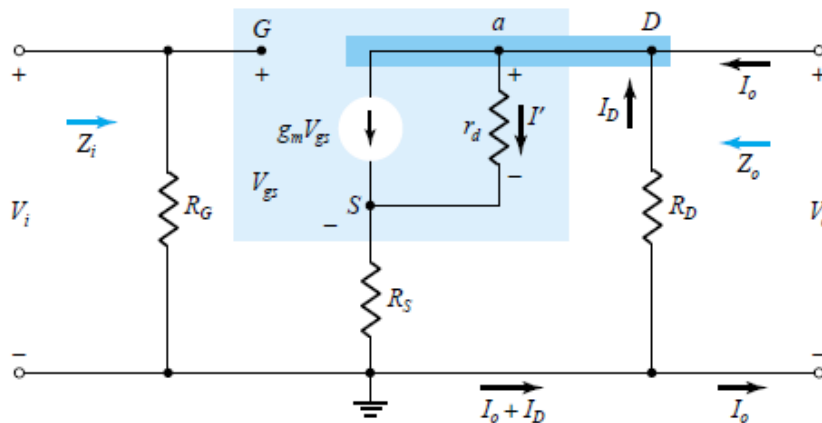 G
a
D
+
+
+
+
I_o
I_D
Z_i
g_mV_gs
r_d
I'
Z_o
V_gs
–
V_i
R_G
S
–
R_D
V
R_S
–
–
I_o + I_D
I_o